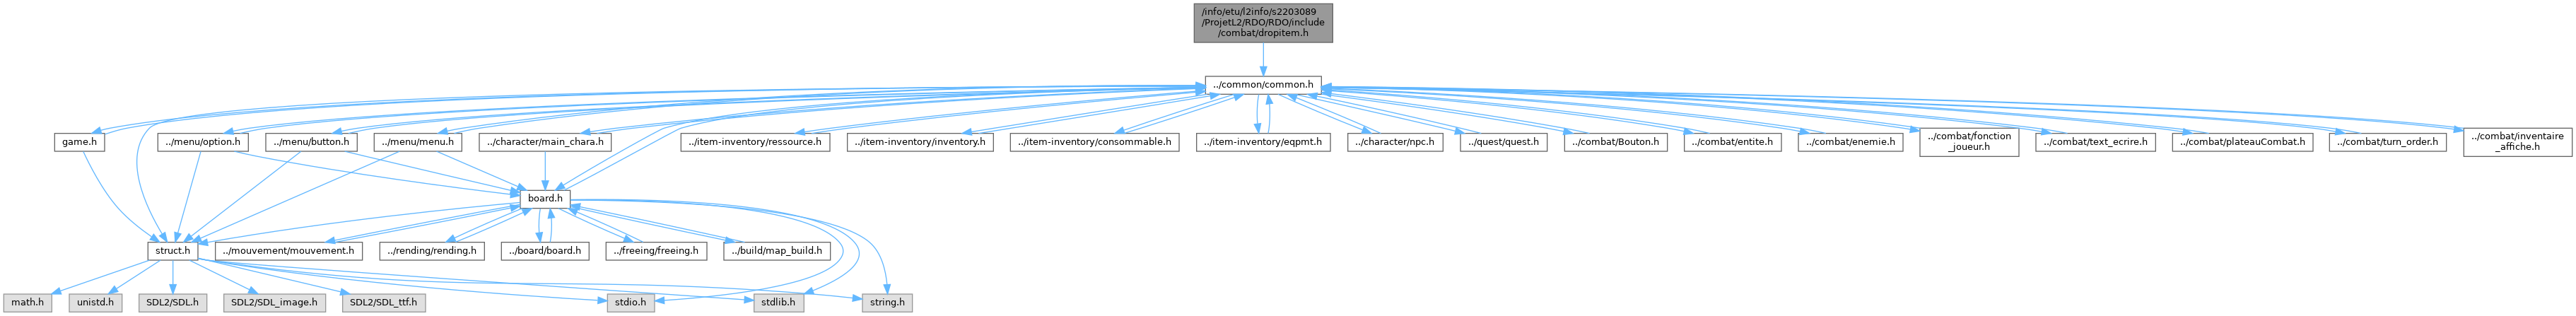 /info/etu/l2info/s2203089
/ProjetL2/RDO/RDO/include
/combat/dropitem.h
../common/common.h
game.h
../menu/option.h
../menu/button.h
../menu/menu.h
../character/main_chara.h
../item-inventory/ressource.h
../item-inventory/inventory.h
../item-inventory/consommable.h
../item-inventory/eqpmt.h
../character/npc.h
../quest/quest.h
../combat/Bouton.h
../combat/entite.h
../combat/enemie.h
../combat/fonction
_joueur.h
../combat/text_ecrire.h
../combat/plateauCombat.h
../combat/turn_order.h
../combat/inventaire
_affiche.h
board.h
struct.h
../mouvement/mouvement.h
../rending/rending.h
../board/board.h
../freeing/freeing.h
../build/map_build.h
math.h
unistd.h
SDL2/SDL.h
SDL2/SDL_image.h
SDL2/SDL_ttf.h
stdio.h
stdlib.h
string.h